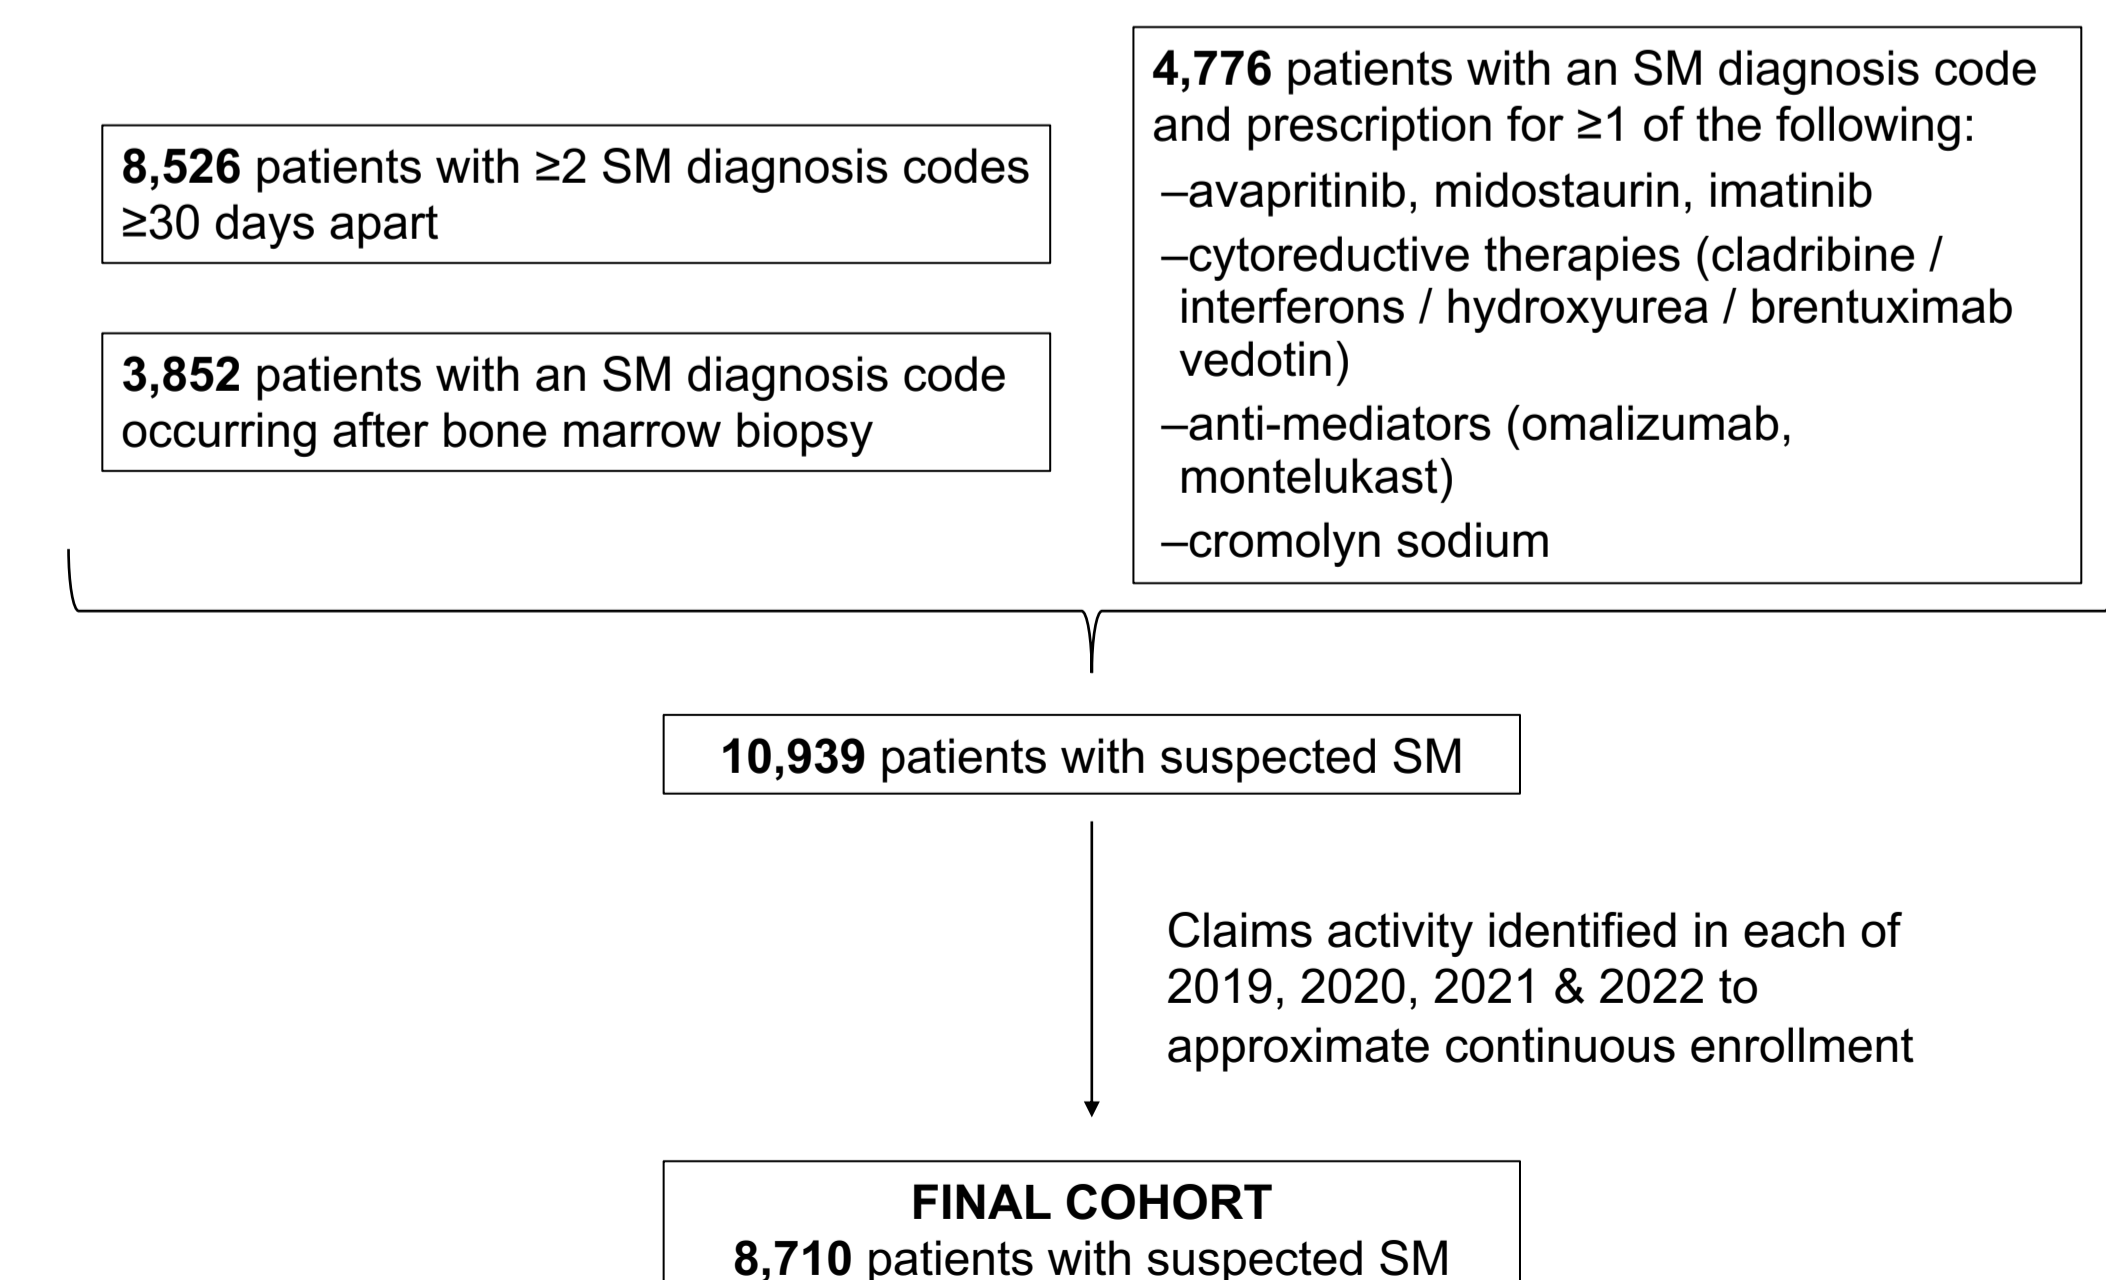 8,526 patients with ≥2 SM diagnosis codes
≥30 days apart
3,852 patients with an SM diagnosis code
occurring after bone marrow biopsy
4,776 patients with an SM diagnosis code
and prescription for ≥1 of the following:
–avapritinib, midostaurin, imatinib
–cytoreductive therapies (cladribine /
interferons / hydroxyurea / brentuximab
vedotin)
–anti-mediators (omalizumab,
montelukast)
–cromolyn sodium
10,939 patients with suspected SM
Claims activity identified in each of
2019, 2020, 2021 & 2022 to
approximate continuous enrollment
FINAL COHORT
8,710 patients with suspected SM